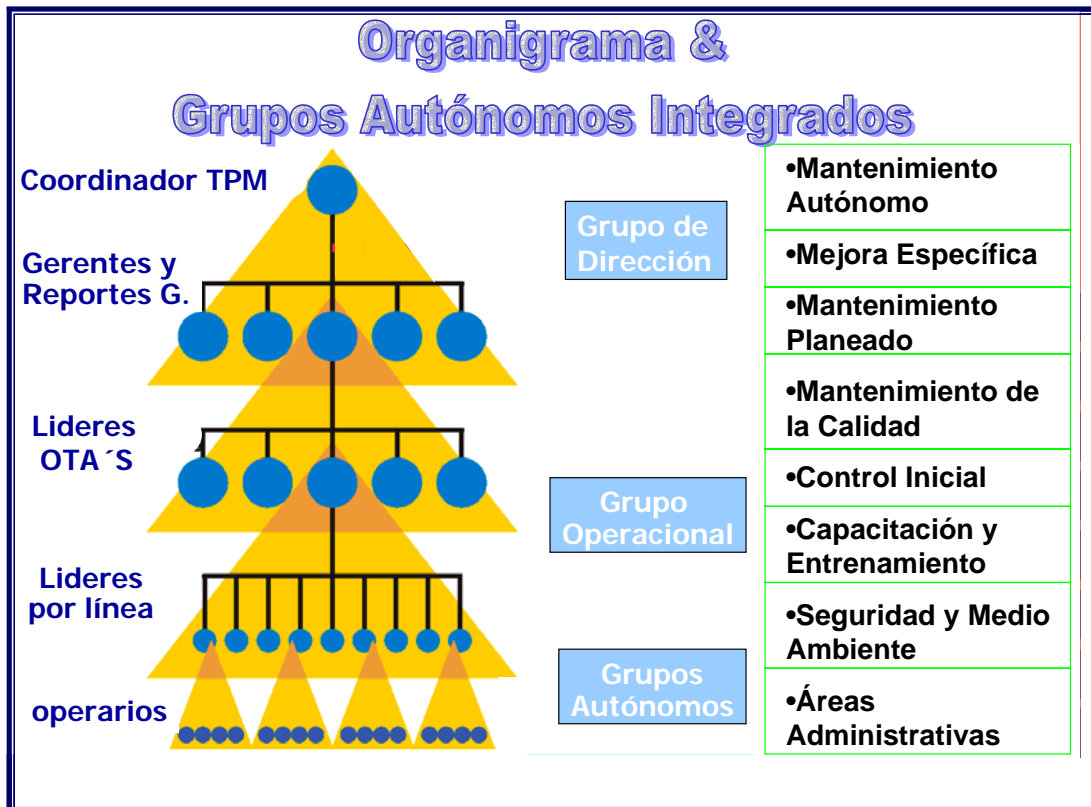 Organigrama &
Grupos Autónomos Integrados
Coordinador TPM
Gerentes y
Reportes G.
Lideres
OTA´S
Lideres
por línea
operarios
Grupo de
Dirección
Grupo
Operacional
Grupos
Autónomos
•Mantenimiento
Autónomo
•Mejora Específica
•Mantenimiento
Planeado
•Mantenimiento de
la Calidad
•Control Inicial
•Capacitación y
Entrenamiento
•Seguridad y Medio
Ambiente
•Áreas
Administrativas